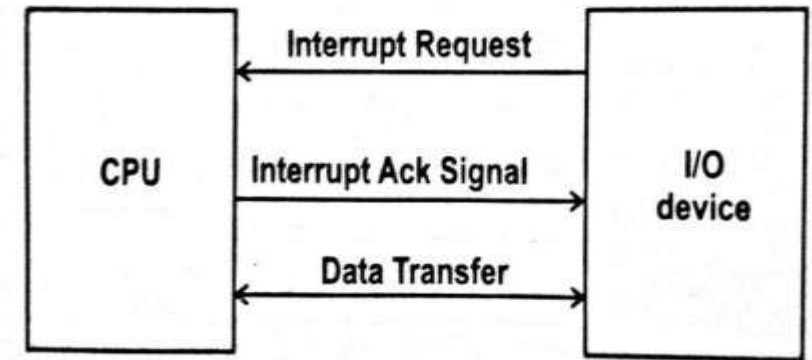 Interrupt Request
CPU
Interrupt Ack Signal
I/O
device
Data Transfer